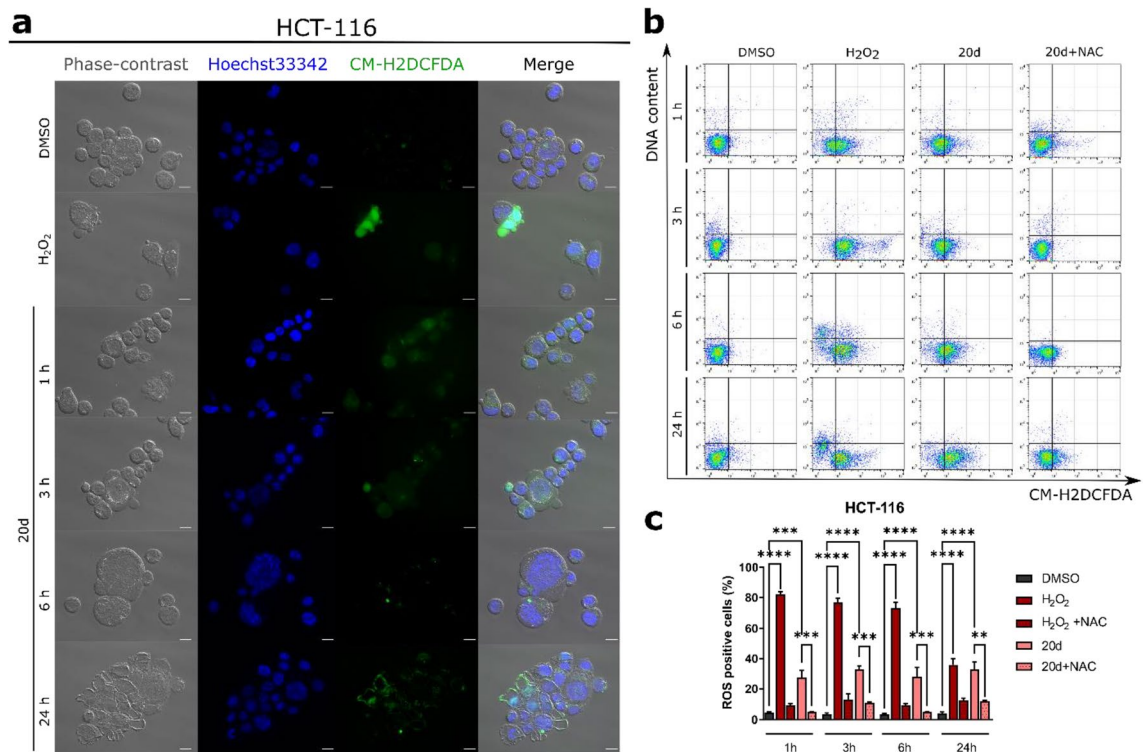 a
HCT-116
Phase-contrast Hoechst33342 CM-H2DCFDA Merge
DMSO
H₂O₂
20d
1 h
3 h
6 h
24 h
b
DMSO H₂O₂ 20d 20d+NAC
DNA content
1 h
3 h
6 h
24 h
CM-H2DCFDA
c
HCT-116
*** **** **** ****
**** **** **** ****
*** *** *** **
ROS positive cells (%)
100
80
60
40
20
0
1h 3h 6h 24h
DMSO
H₂O₂
H₂O₂ +NAC
20d
20d+NAC